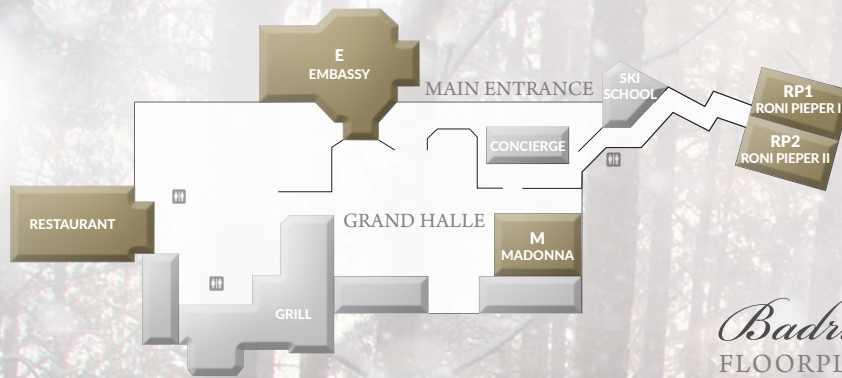 E
EMBASSY
MAIN ENTRANCE
SKI
SCHOOL
RP1
RONI PIEPER I
RP2
RONI PIEPER II
CONCIERGE
RESTAURANT
GRAND HALLE
M
MADONNA
GRILL